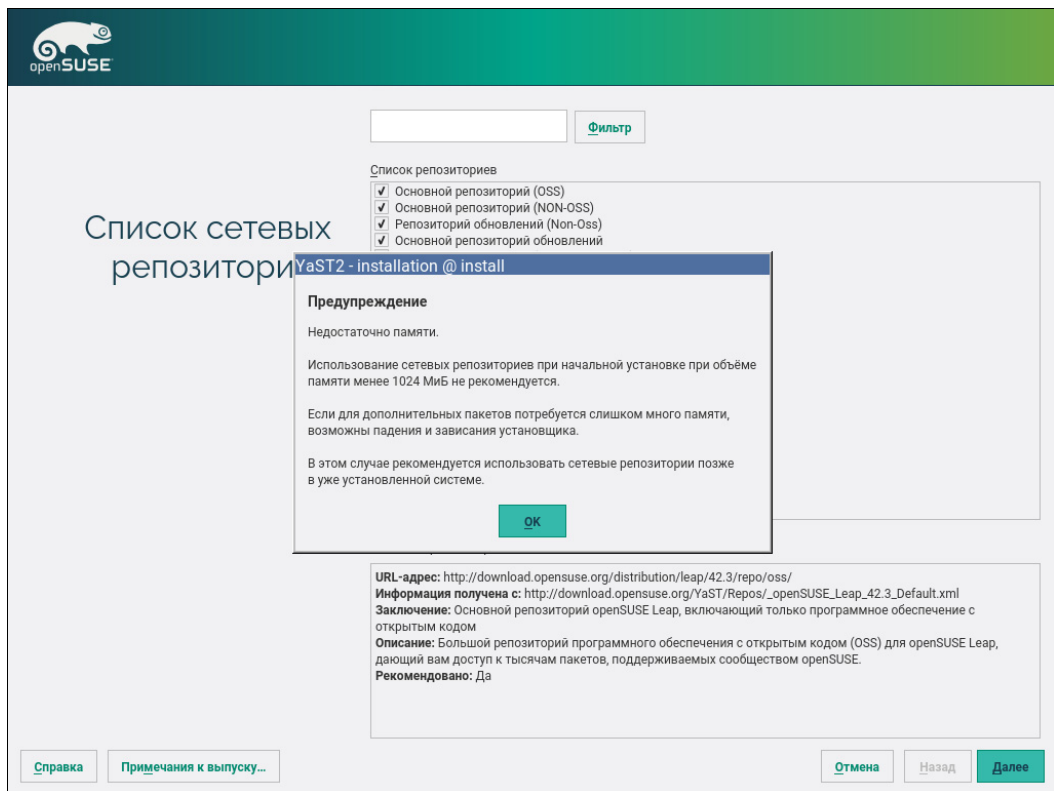 openSUSE
Фильтр
Список репозиториев
Основной репозиторий (OSS)
Основной репозиторий (NON-OSS)
Репозиторий обновлений (Non-Oss)
Основной репозиторий обновлений
Список сетевых
репозитори
YaST2 - installation @ install
Предупреждение
Недостаточно памяти.
Использование сетевых репозиториев при начальной установке при объёме
памяти менее 1024 МиБ не рекомендуется.
Если для дополнительных пакетов потребуется слишком много памяти,
возможны падения и зависания установщика.
В этом случае рекомендуется использовать сетевые репозитории позже
в уже установленной системе.
OK
URL-адрес: http://download.opensuse.org/distribution/leap/42.3/repo/oss/
Информация получена с: http://download.opensuse.org/YaST/Repos/_openSUSE_Leap_42.3_Default.xml
Заключение: Основной репозиторий openSUSE Leap, включающий только программное обеспечение с
открытым кодом
Описание: Большой репозиторий программного обеспечения с открытым кодом (OSS) для openSUSE Leap,
дающий вам доступ к тысячам пакетов, поддерживаемых сообществом openSUSE.
Рекомендовано: Да
Справка
Примечания к выпуску...
Отмена
Назад
Далее